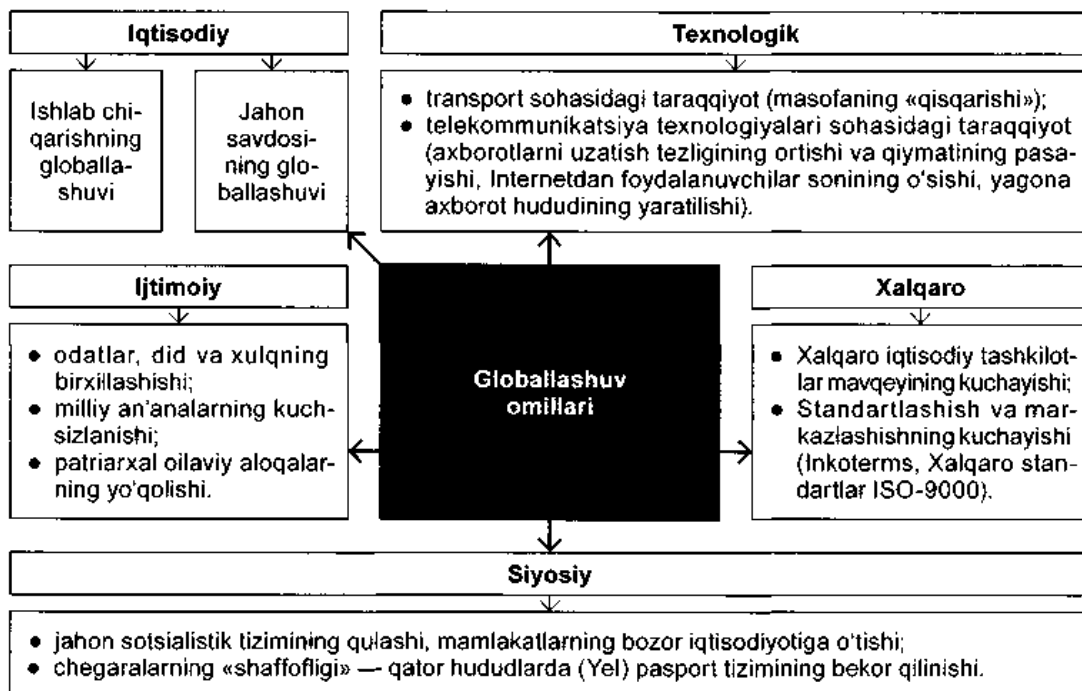 Iqtisodiy
Ishlab chi-
qarishning
globalla-
shuvi
Jahon
savdosi-
ning glo-
ballashuvi
Texnologik
• transport sohasidagi taraqqiyot (masofaning «qisqarishi»);
• telekommunikatsiya texnologiyalari sohasidagi taraqqiyot
(axborotlarni uzatish tezligining ortishi va qiymatining pasa-
yishi, Internetdan foydalanuvchilar sonining o‘sishi, yagona
axborot hududining yaratilishi).
Ijtimoiy
• odatlar, did va xulqning
birxillashishi;
• milliy an’analarning kuch-
sizlanishi;
• patriarxal oilaviy aloqalar-
ning yo‘qolishi.
Globallashuv
omillari
Xalqaro
• Xalqaro iqtisodiy tashkilot-
lar mavqeyining kuchayishi;
• Standartlashish va mar-
kazlashishning kuchayishi
(Inkoterms, Xalqaro stan-
dartlar ISO-9000).
Siyosiy
• jahon sotsialistik tizimining qulashi, mamlakatlarning bozor iqtisodiyotiga o‘tishi;
• chegaralarning «shaffofligi» — qator hududlarda (Yel) pasport tizimining bekor qilinishi.